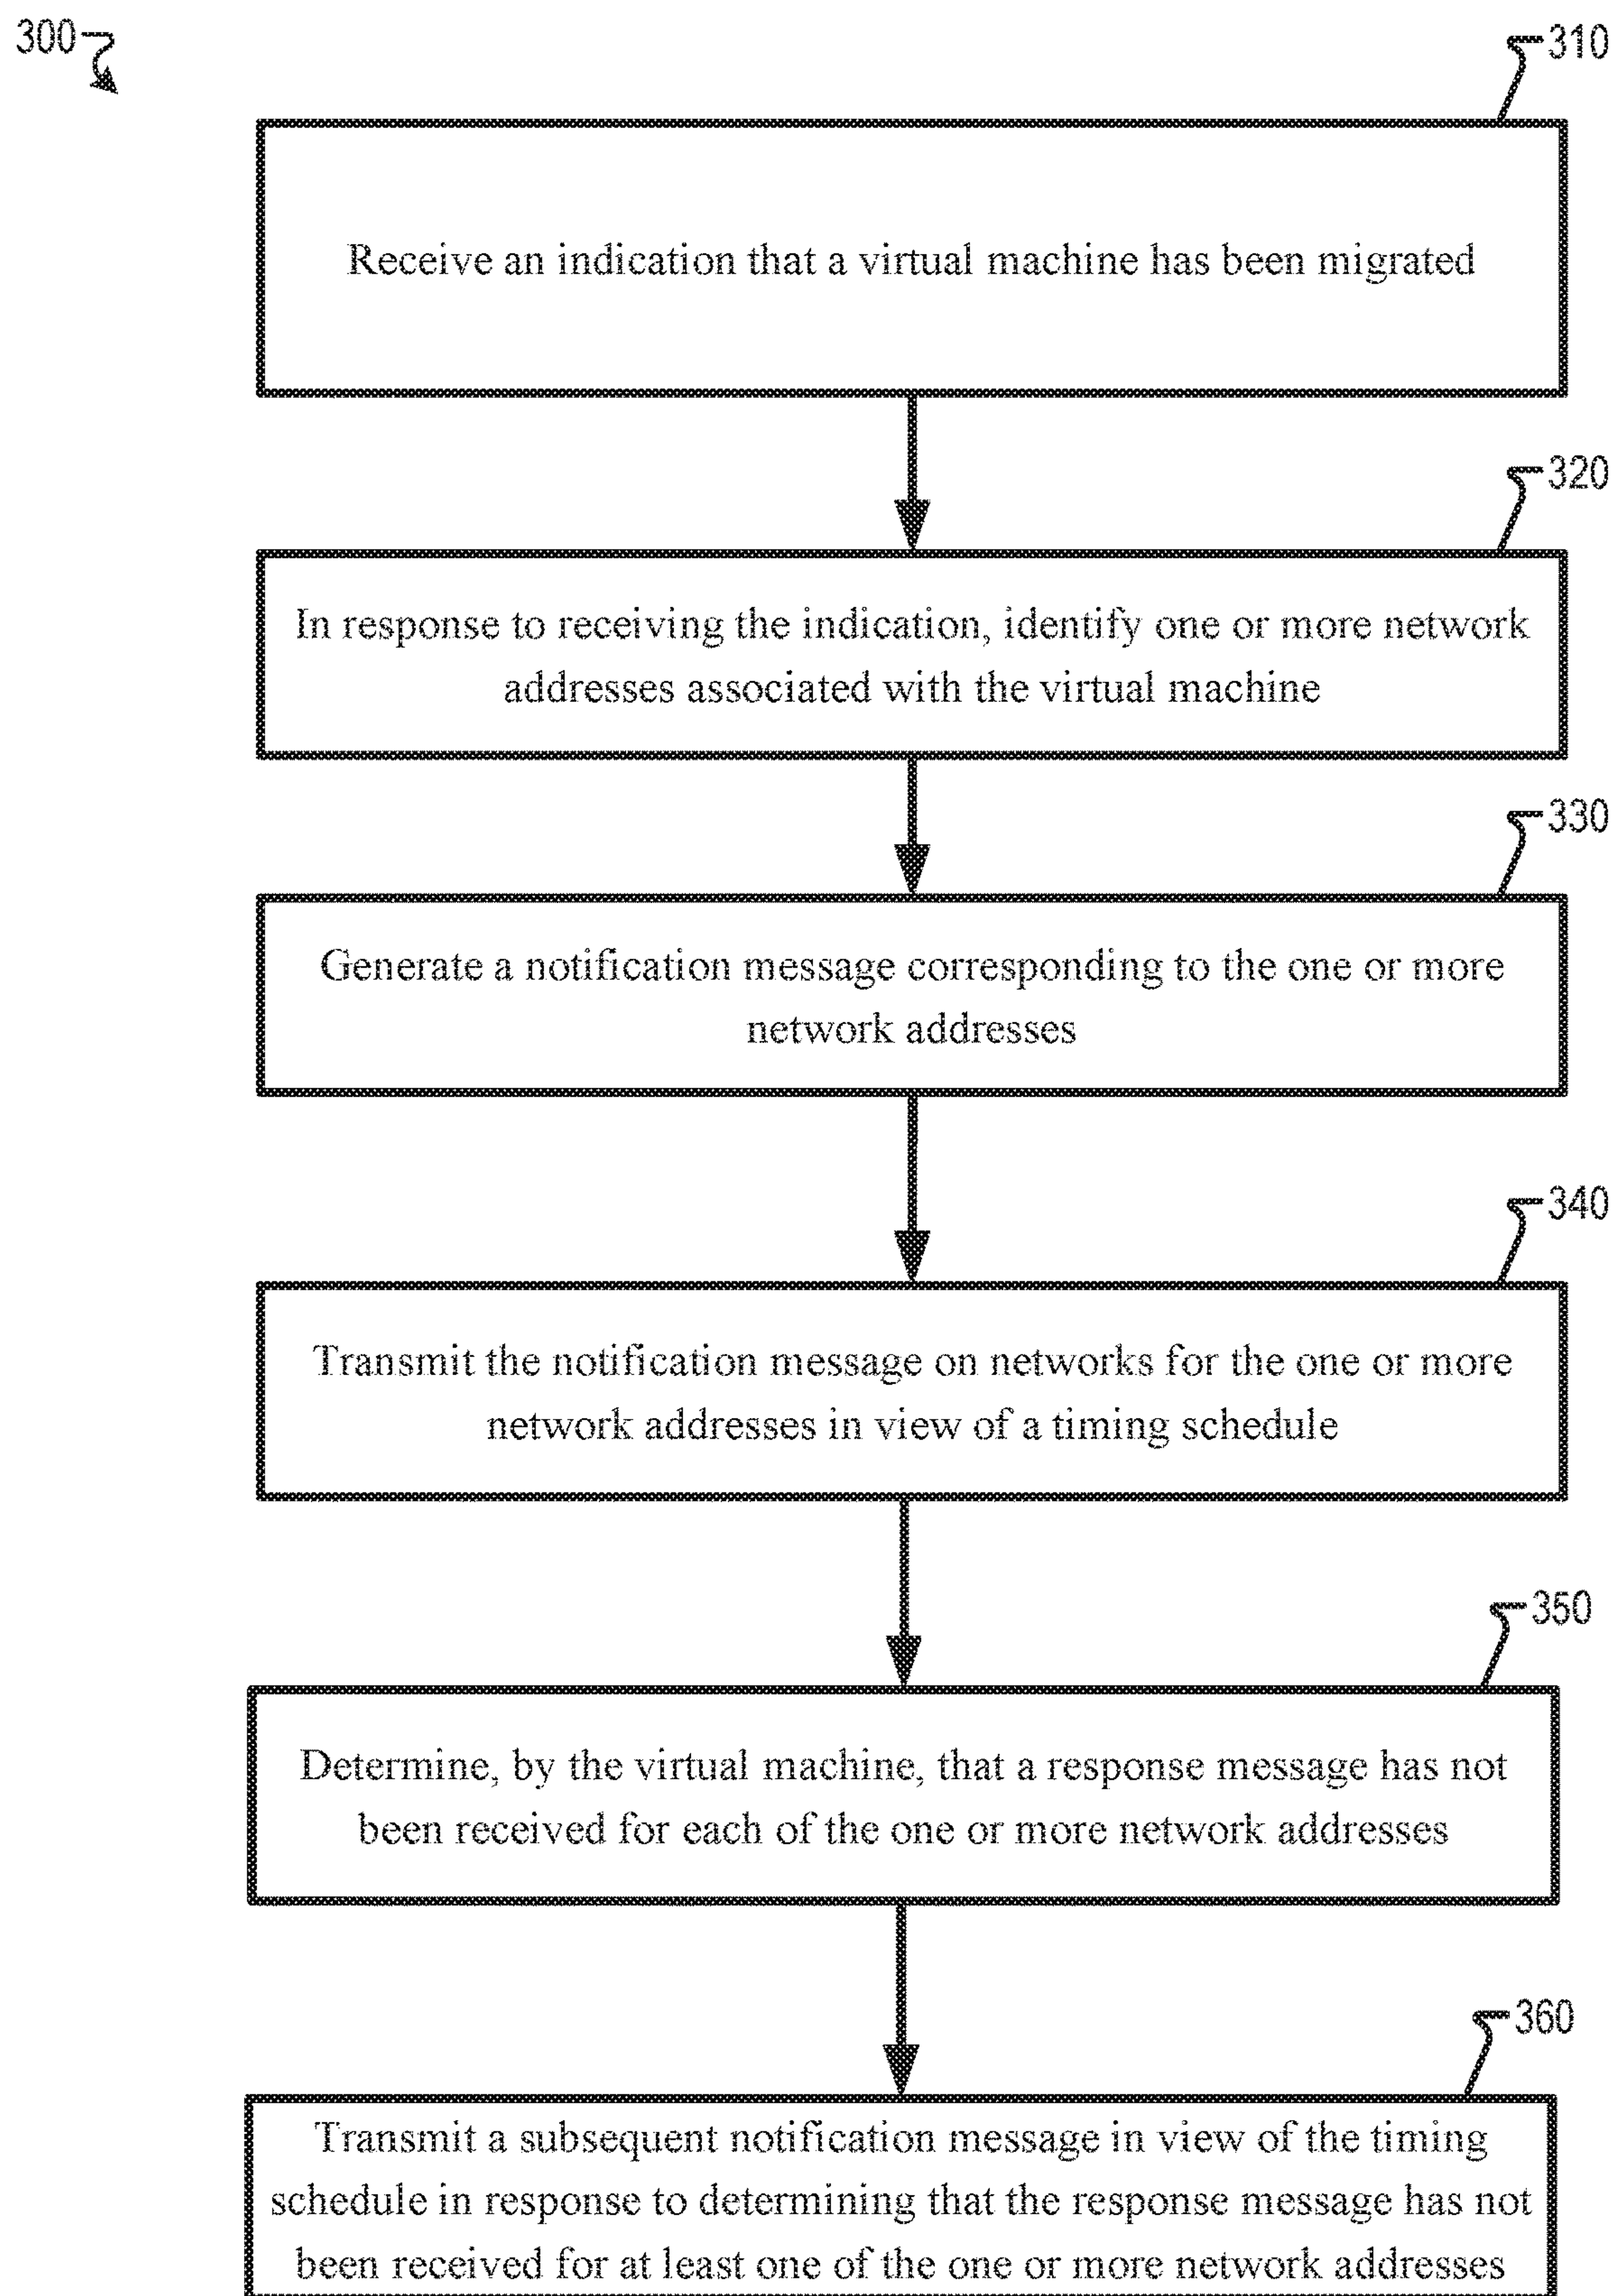 300
310
Receive an indication that a virtual machine has been migrated
320
In response to receiving the indication, identify one or more network
addresses associated with the virtual machine
330
Generate a notification message corresponding to the one or more
network addresses
340
Transmit the notification message on networks for the one or more
network addresses in view of a timing schedule
350
Determine, by the virtual machine, that a response message has not
been received for each of the one or more network addresses
360
Transmit a subsequent notification message in view of the timing
schedule in response to determining that the response message has not
been received for at least one of the one or more network addresses